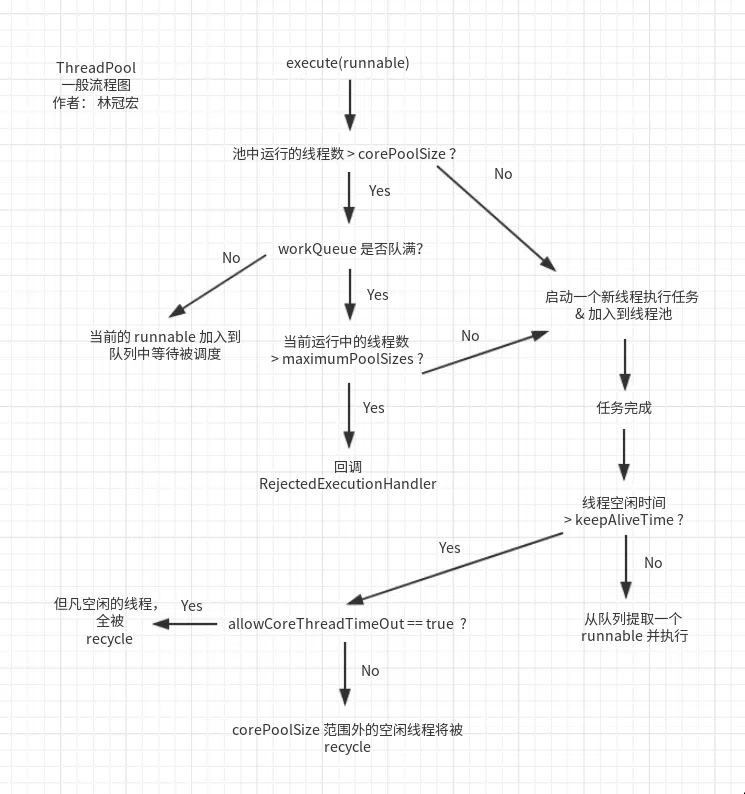 ThreadPool
一般流程图
作者： 林冠宏
execute(runnable)
池中运行的线程数 > corePoolSize ?
Yes
No
workQueue 是否队满?
No
Yes
启动一个新线程执行任务
& 加入到线程池
当前的 runnable 加入到
队列中等待被调度
当前运行中的线程数
> maximumPoolSizes ?
No
Yes
任务完成
回调
RejectedExecutionHandler
线程空闲时间
> keepAliveTime ?
Yes
No
但凡空闲的线程，
全被
recycle
Yes
allowCoreThreadTimeOut == true ?
从队列提取一个
runnable 并执行
No
corePoolSize 范围外的空闲线程将被
recycle